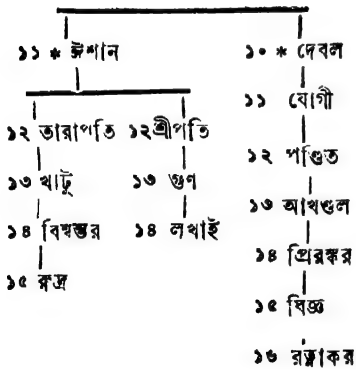 ১১ * ঈশান
১০ * দেবল
১১ যোগী
১২ তারাপতি ১২ শ্রীপতি
১২ পণ্ডিত
১৩ খাটু ১৩ গুণ
১৩ আখণ্ডল
১৪ বিশ্বম্ভর ১৪ লখাই
১৪ প্রিয়ঙ্কর
১৫ রুদ্র
১৫ বিজ্ঞ
১৬ রত্নাকর